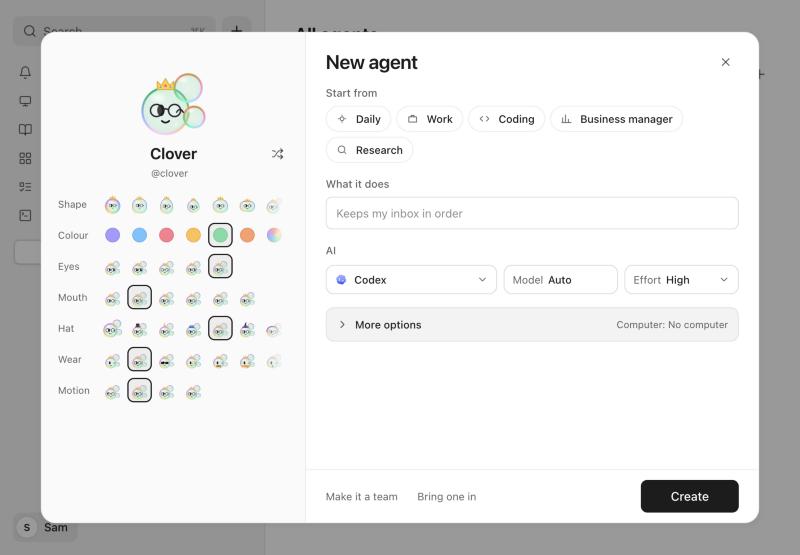 Search
All agents
New agent
Start from
Daily
Work
Coding
Business manager
Research
Clover
@clover
Shape
Colour
Eyes
Mouth
Hat
Wear
Motion
What it does
Keeps my inbox in order
AI
Codex
Model Auto
Effort High
More options
Computer: No computer
Make it a team
Bring one in
Create
S Sam